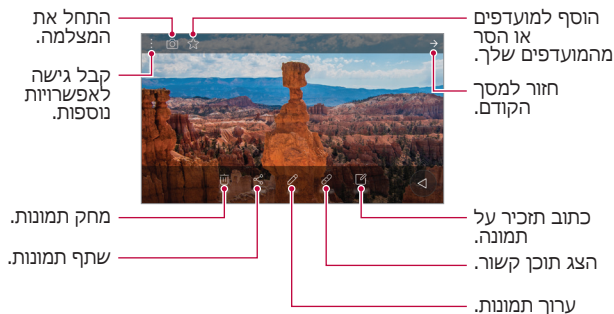 הוסף למועדפים
או הסר
מהמועדפים שלך.
חזור למסך
הקודם.
התחל את
המצלמה.
קבל גישה
לאפשרויות
נוספות.
כתוב תזכיר על
תמונה.
הצג תוכן קשור.
ערוך תמונות.
מחק תמונות.
שתף תמונות.